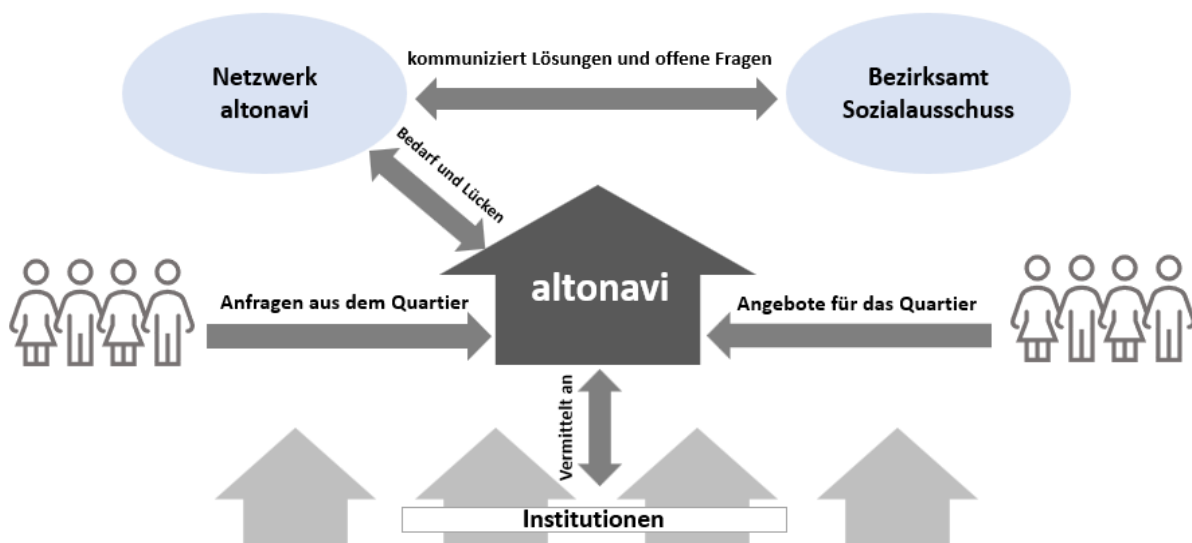 kommuniziert Lösungen und offene Fragen
Netzwerk
altonavi
Bezirksamt
Sozialausschuss
Bedarf und Lücken
altonavi
Anfragen aus dem Quartier
Angebote für das Quartier
Vermittelt an
Institutionen